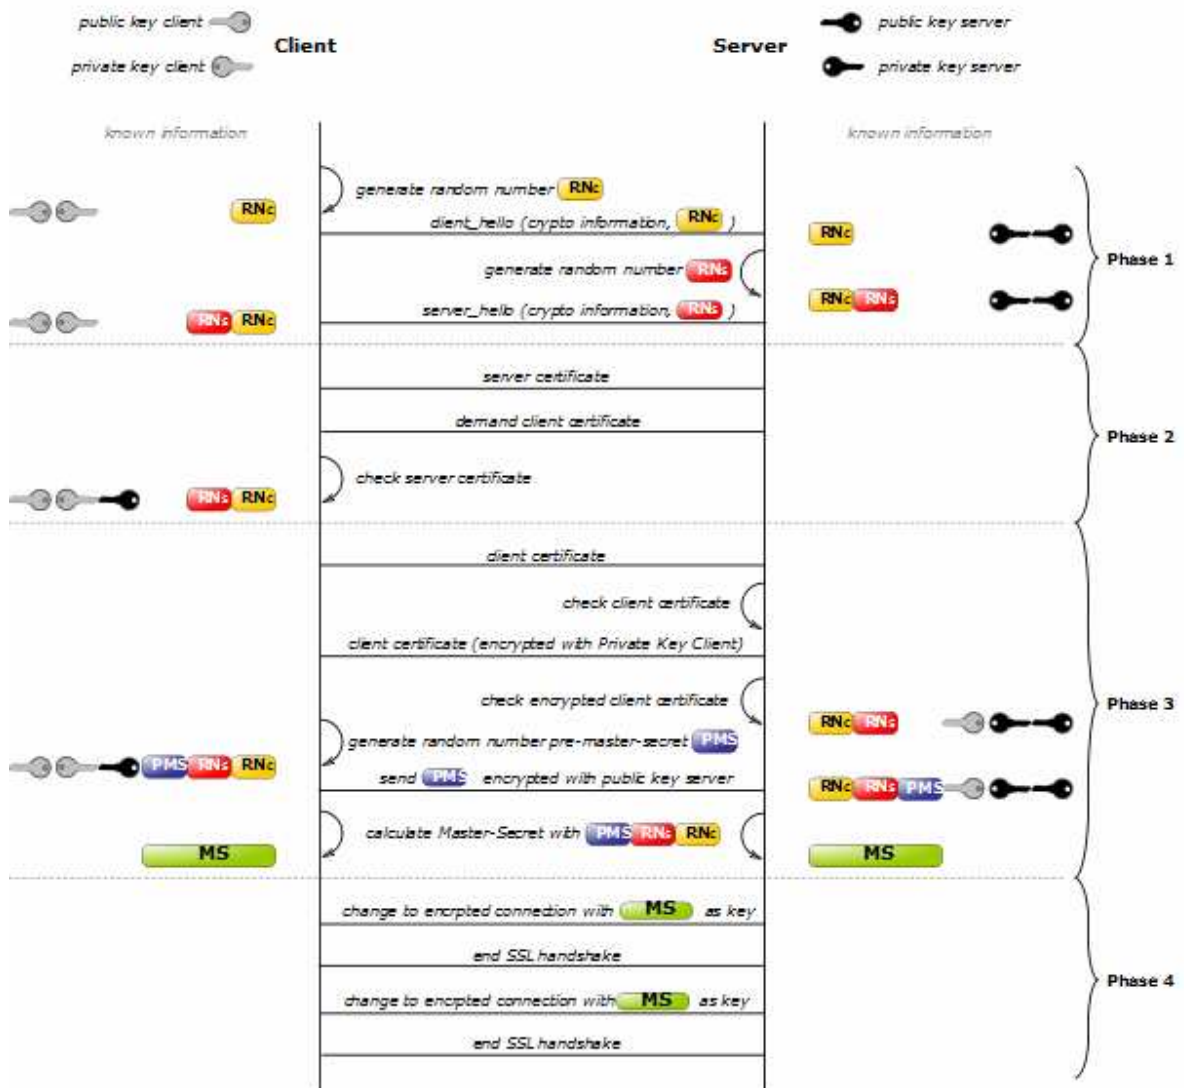 public key client
Client
Server
public key server
private key client
private key server
known information
known information
generate random number RNc
RNc
client_hello (crypto information, RNc )
RNc
generate random number RNs
Phase 1
RNc RNs
server_hello (crypto information, RNs )
RNs RNc
server certificate
demand client certificate
Phase 2
check server certificate
RNs RNc
client certificate
check client certificate
client certificate (encrypted with Private Key Client)
check encrypted client certificate
Phase 3
RNc RNs
generate random number pre-master-secret PMS
PMS RNs RNc
send PMS encrypted with public key server
RNc RNs PMS
calculate Master-Secret with PMS RNs RNc
MS
MS
change to encrpted connection with MS as key
end SSL handshake
Phase 4
change to encrpted connection with MS as key
end SSL handshake